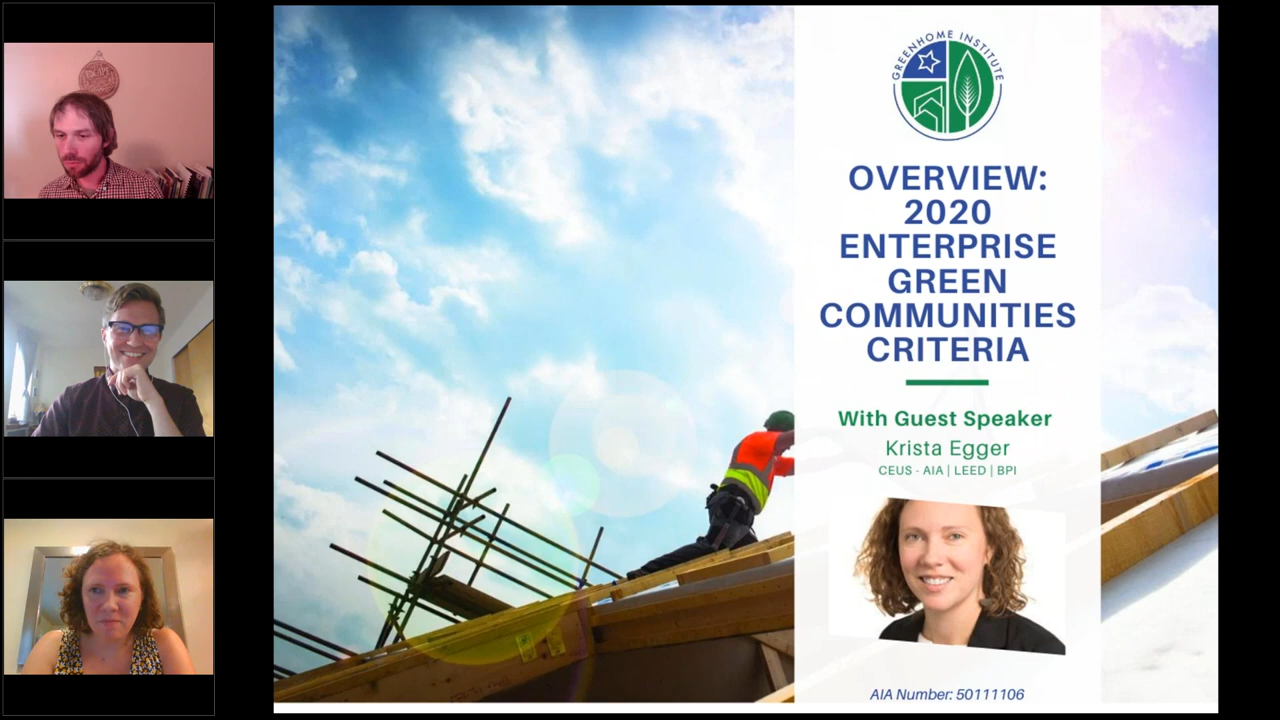 GREENHOME INSTITUTE
OVERVIEW:
2020
ENTERPRISE
GREEN
COMMUNITIES
CRITERIA
With Guest Speaker
Krista Egger
CEUS - AIA | LEED | BPI
AIA Number: 50111106